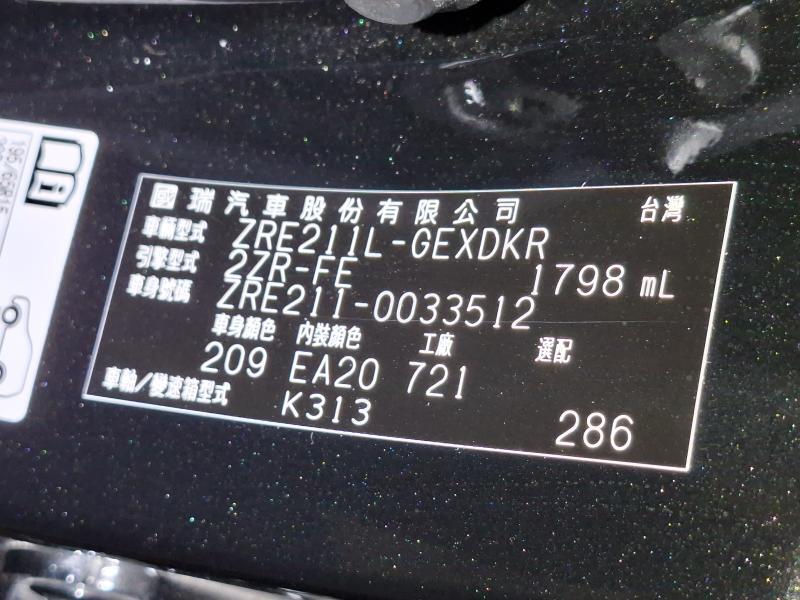 國瑞汽車股份有限公司 台灣
車輛型式 ZRE211L-GEXDKR
引擎型式 2ZR-FE 1798 mL
車身號碼 ZRE211-0033512
車身顏色 內裝顏色 工廠 選配
209 EA20 721
車軸/變速箱型式 K313 286
195/65R15